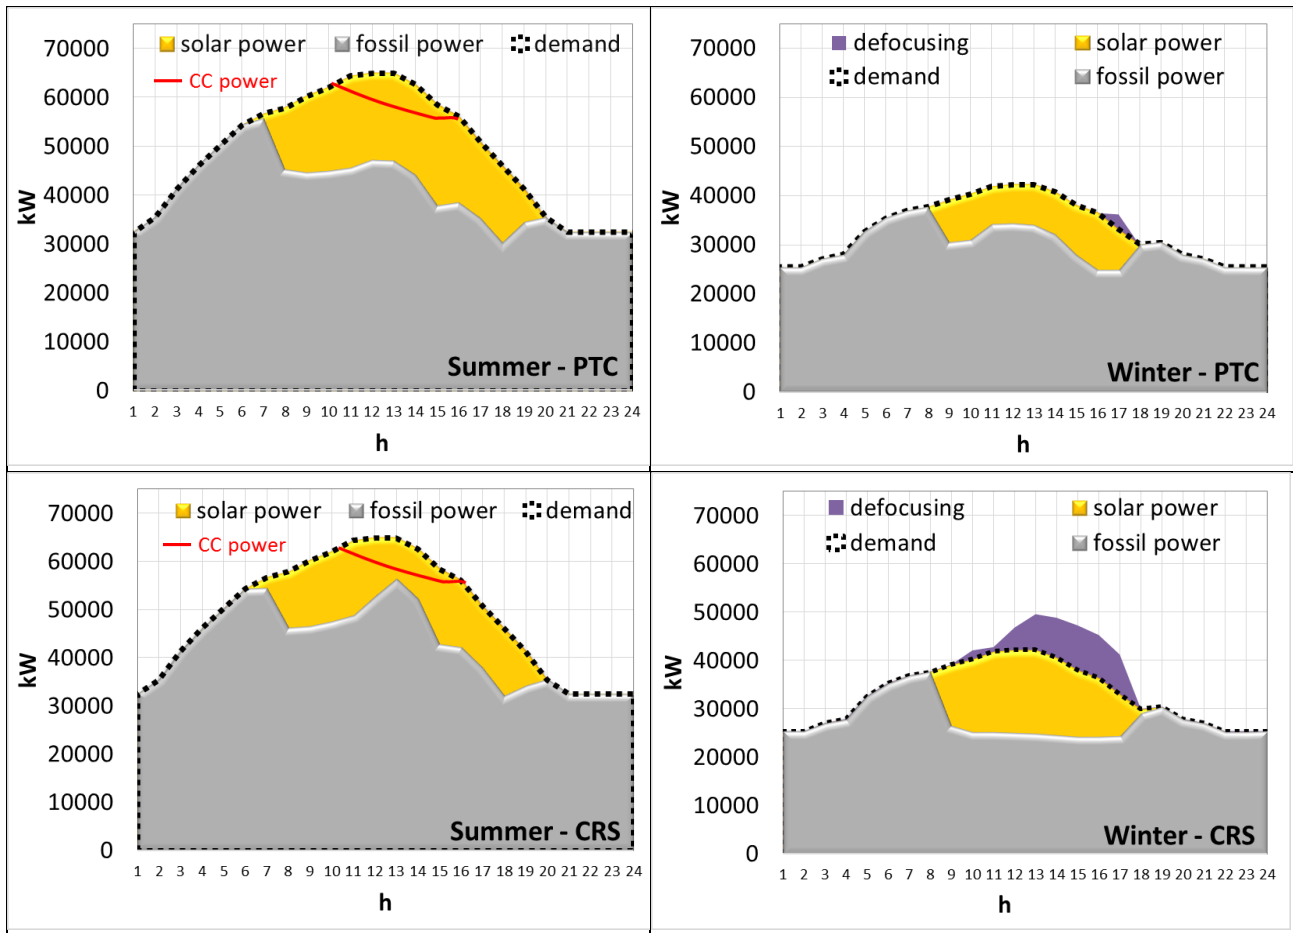 solar power fossil power demand
CC power
70000
60000
50000
40000
30000
20000
10000
0
kW
Summer - PTC
1 2 3 4 5 6 7 8 9 10 11 12 13 14 15 16 17 18 19 20 21 22 23 24
h
defocusing solar power
demand fossil power
70000
60000
50000
40000
30000
20000
10000
0
kW
Winter - PTC
1 2 3 4 5 6 7 8 9 10 11 12 13 14 15 16 17 18 19 20 21 22 23 24
h
solar power fossil power demand
CC power
70000
60000
50000
40000
30000
20000
10000
0
kW
Summer - CRS
1 2 3 4 5 6 7 8 9 10 11 12 13 14 15 16 17 18 19 20 21 22 23 24
h
defocusing solar power
demand fossil power
70000
60000
50000
40000
30000
20000
10000
0
kW
Winter - CRS
1 2 3 4 5 6 7 8 9 10 11 12 13 14 15 16 17 18 19 20 21 22 23 24
h